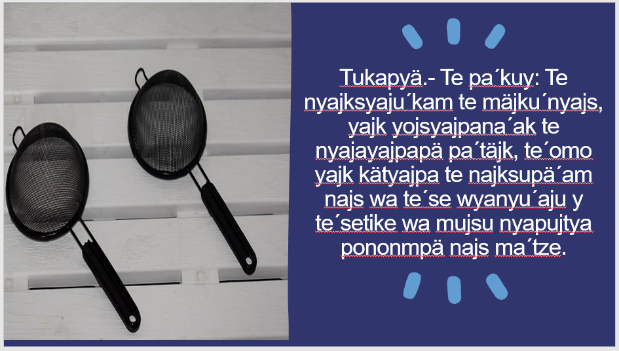 Tukapyä.- Te pa´kuy: Te
nyajksyaju´kam te mäjku´nyajs,
yajk yojsyajpana´ak te
nyajayajpapä pa´täjk, te´omo
yajk kätyajpa te najksupä´am
najs wa te´se wyanyu´aju y
te´setike wa mujsu nyapujtya
pononmpä najs ma´tze.